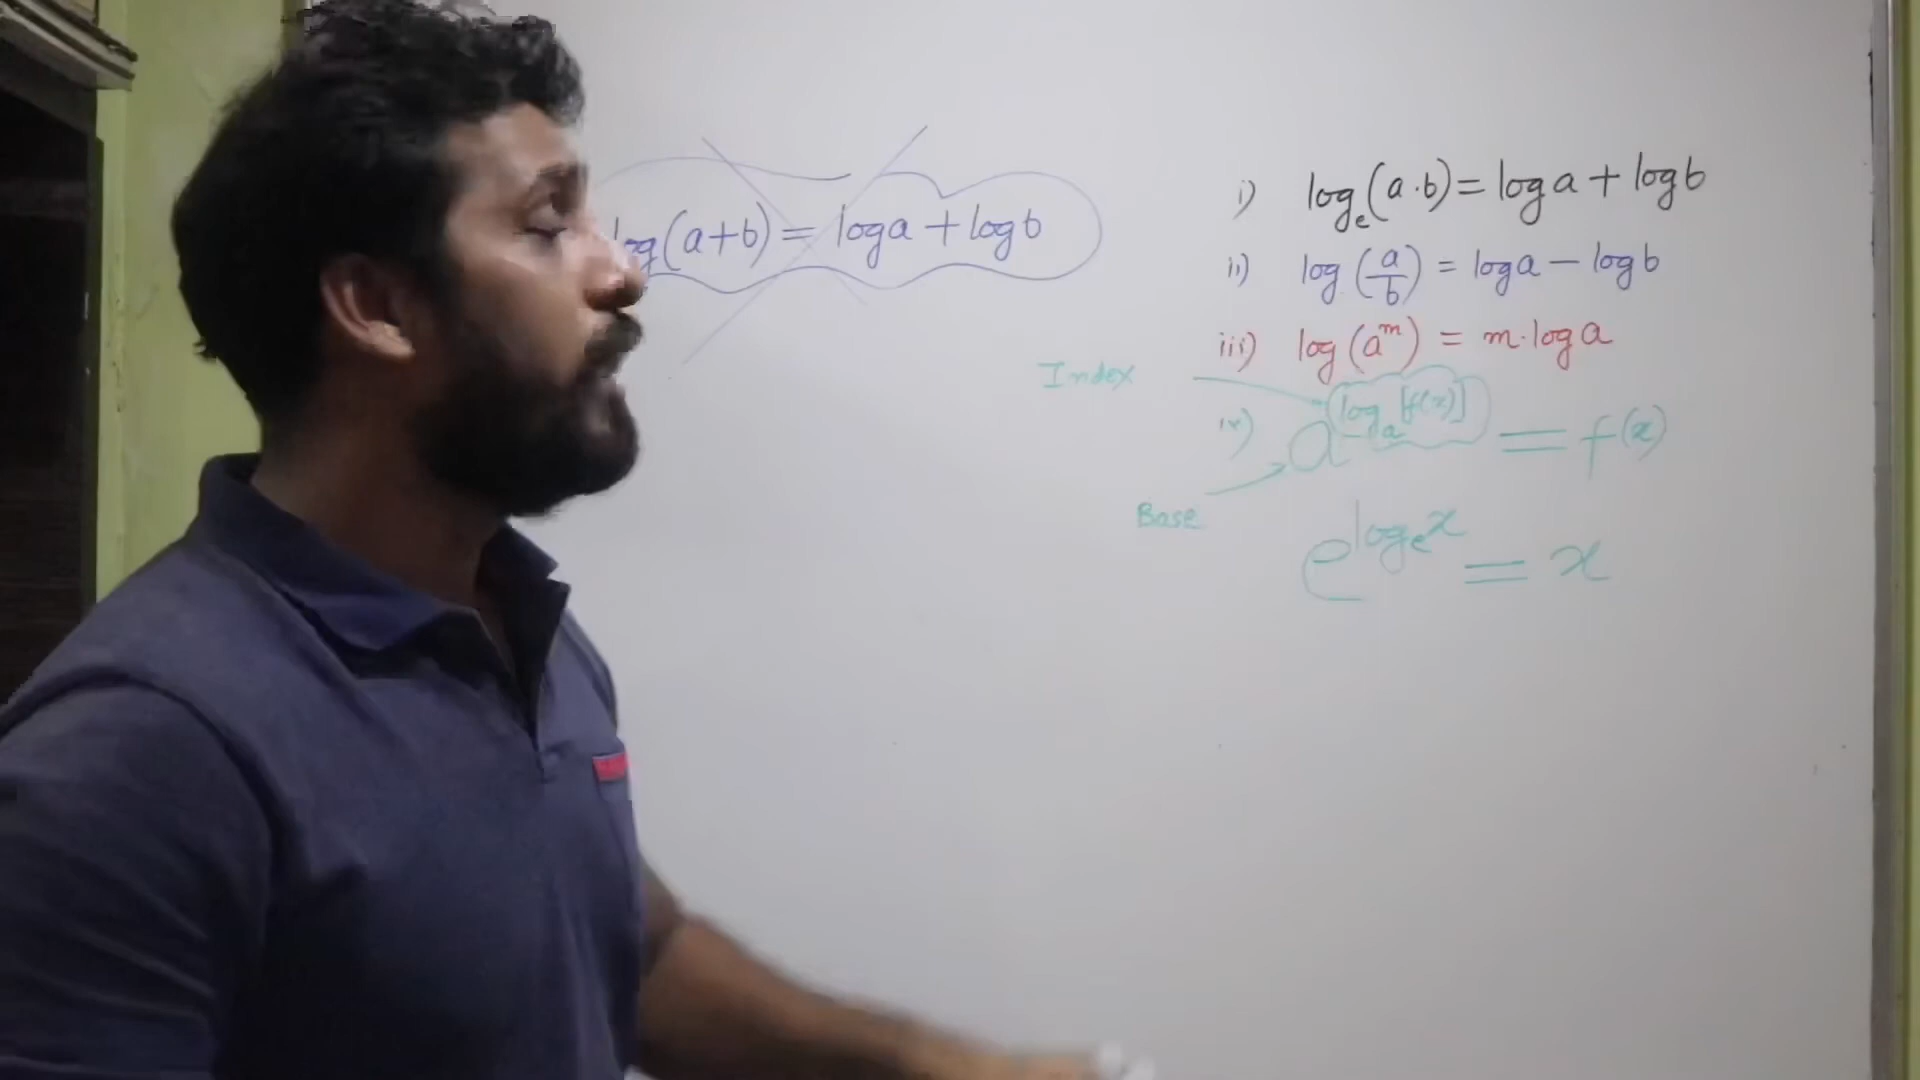 log(a+b) = log a + log b
i) logₑ(a·b) = log a + log b
ii) log(a/b) = log a − log b
iii) log(aᵐ) = m·log a
Index
iv) a^(logₐ[f(x)]) = f(x)
Base
e^(logₑx) = x